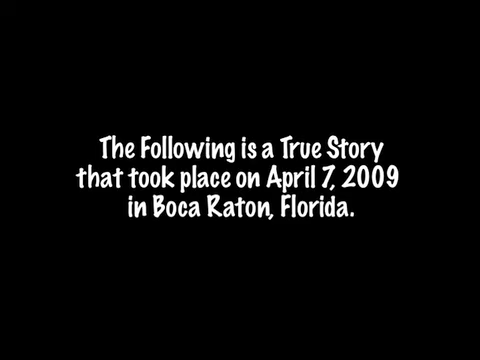 The Following is a True Story
that took place on April 7, 2009
in Boca Raton, Florida.